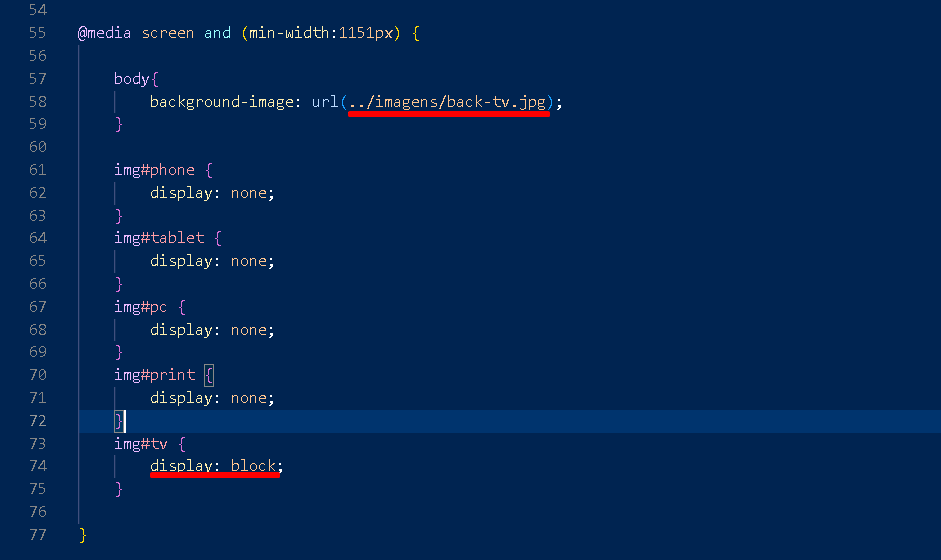 54
55 @media screen and (min-width:1151px) {
56
57 body{
58 background-image: url(../imagens/back-tv.jpg);
59 }
60
61 img#phone {
62 display: none;
63 }
64 img#tablet {
65 display: none;
66 }
67 img#pc {
68 display: none;
69 }
70 img#print {
71 display: none;
72 }
73 img#tv {
74 display: block;
75 }
76
77 }